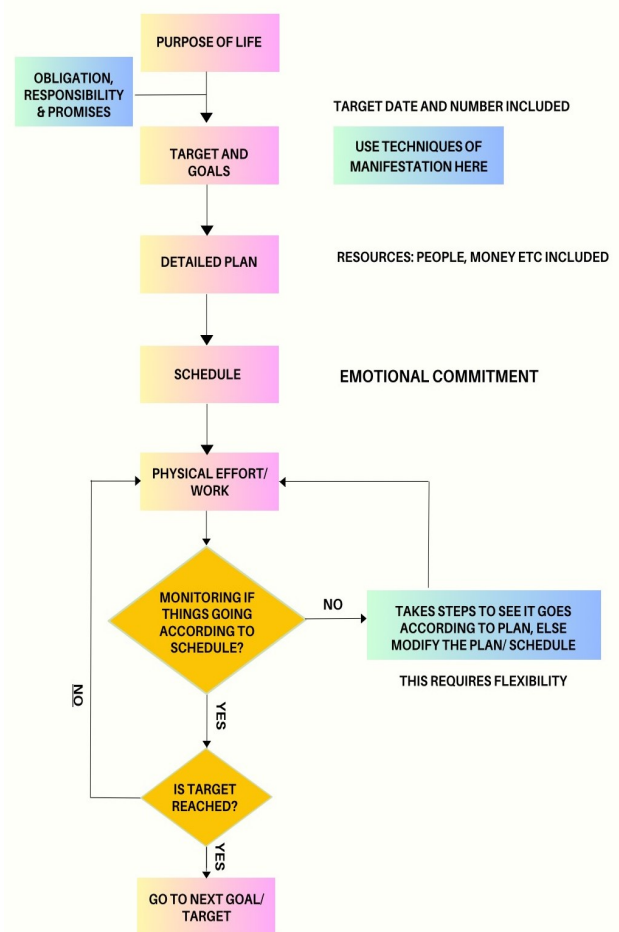 PURPOSE OF LIFE
OBLIGATION,
RESPONSIBILITY
& PROMISES
TARGET DATE AND NUMBER INCLUDED
TARGET AND
GOALS
USE TECHNIQUES OF
MANIFESTATION HERE
DETAILED PLAN
RESOURCES: PEOPLE, MONEY ETC INCLUDED
SCHEDULE
EMOTIONAL COMMITMENT
PHYSICAL EFFORT/
WORK
MONITORING IF
THINGS GOING
ACCORDING TO
SCHEDULE?
NO
TAKES STEPS TO SEE IT GOES
ACCORDING TO PLAN, ELSE
MODIFY THE PLAN/ SCHEDULE
THIS REQUIRES FLEXIBILITY
NO
YES
IS TARGET
REACHED?
YES
GO TO NEXT GOAL/
TARGET